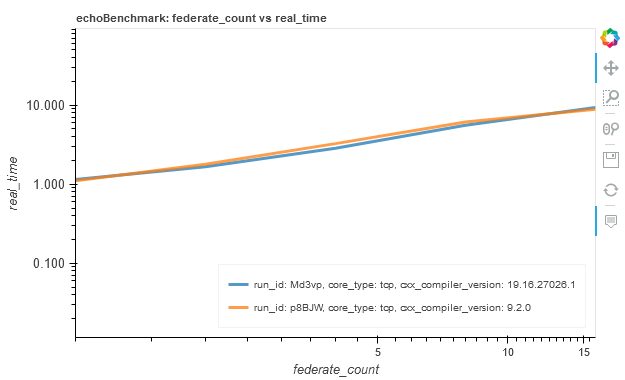 echoBenchmark: federate_count vs real_time
10.000
1.000
0.100
real_time
run_id: Md3vp, core_type: tcp, cxx_compiler_version: 19.16.27026.1
run_id: p8BJW, core_type: tcp, cxx_compiler_version: 9.2.0
5
10
15
federate_count